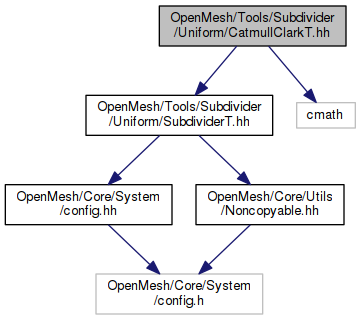 OpenMesh/Tools/Subdivider
/Uniform/CatmullClarkT.hh
OpenMesh/Tools/Subdivider
/Uniform/SubdividerT.hh
cmath
OpenMesh/Core/System
/config.hh
OpenMesh/Core/Utils
/Noncopyable.hh
OpenMesh/Core/System
/config.h